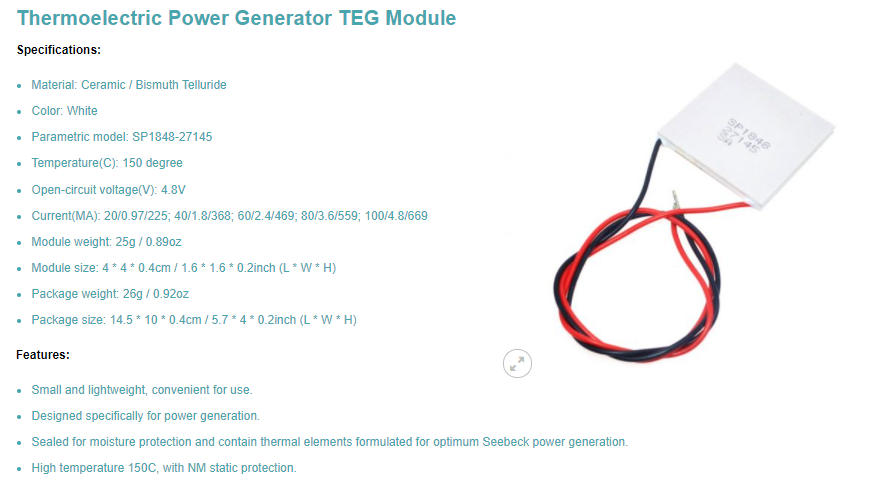 Thermoelectric Power Generator TEG Module
Specifications:
Material: Ceramic / Bismuth Telluride
Color: White
Parametric model: SP1848-27145
Temperature(C): 150 degree
Open-circuit voltage(V): 4.8V
Current(MA): 20/0.97/225; 40/1.8/368; 60/2.4/469; 80/3.6/559; 100/4.8/669
Module weight: 25g / 0.89oz
Module size: 4 * 4 * 0.4cm / 1.6 * 1.6 * 0.2inch (L * W * H)
Package weight: 26g / 0.92oz
Package size: 14.5 * 10 * 0.4cm / 5.7 * 4 * 0.2inch (L * W * H)
Features:
Small and lightweight, convenient for use.
Designed specifically for power generation.
Sealed for moisture protection and contain thermal elements formulated for optimum Seebeck power generation.
High temperature 150C, with NM static protection.
SP1848
27145
SA